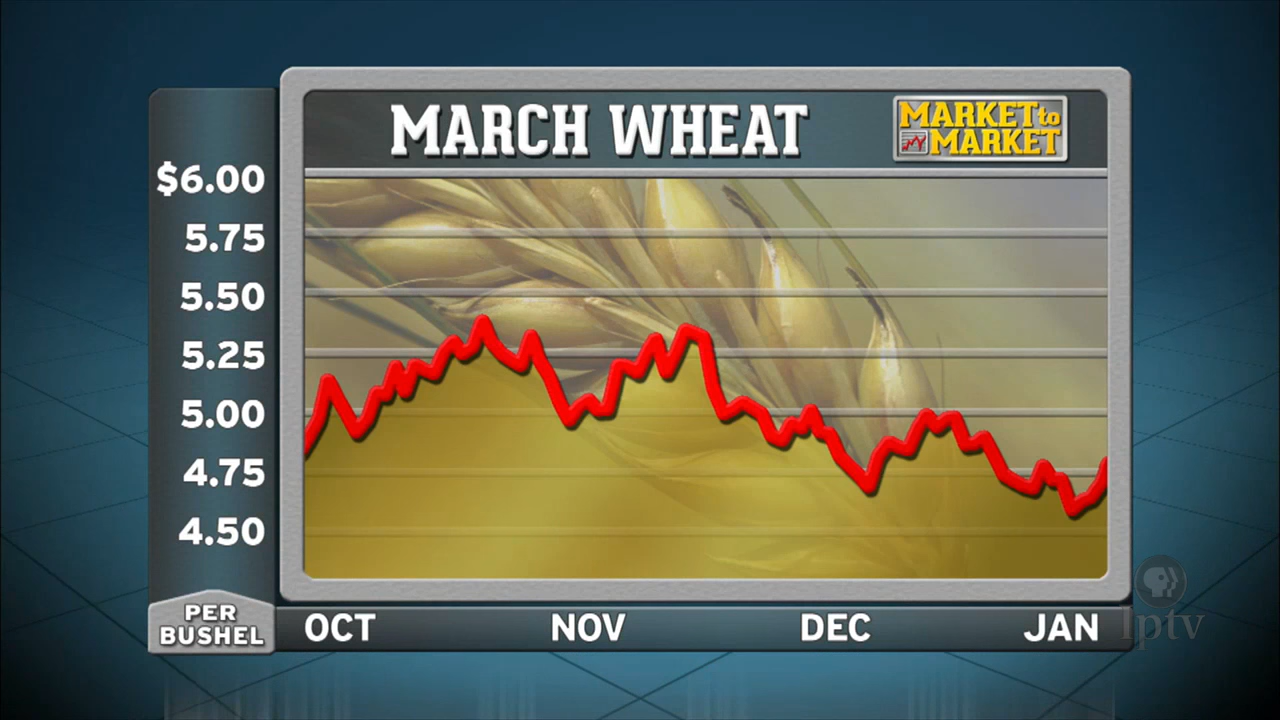 MARCH WHEAT
MARKET to
MARKET
$6.00
5.75
5.50
5.25
5.00
4.75
4.50
PER
BUSHEL
OCT NOV DEC JAN
Iptv